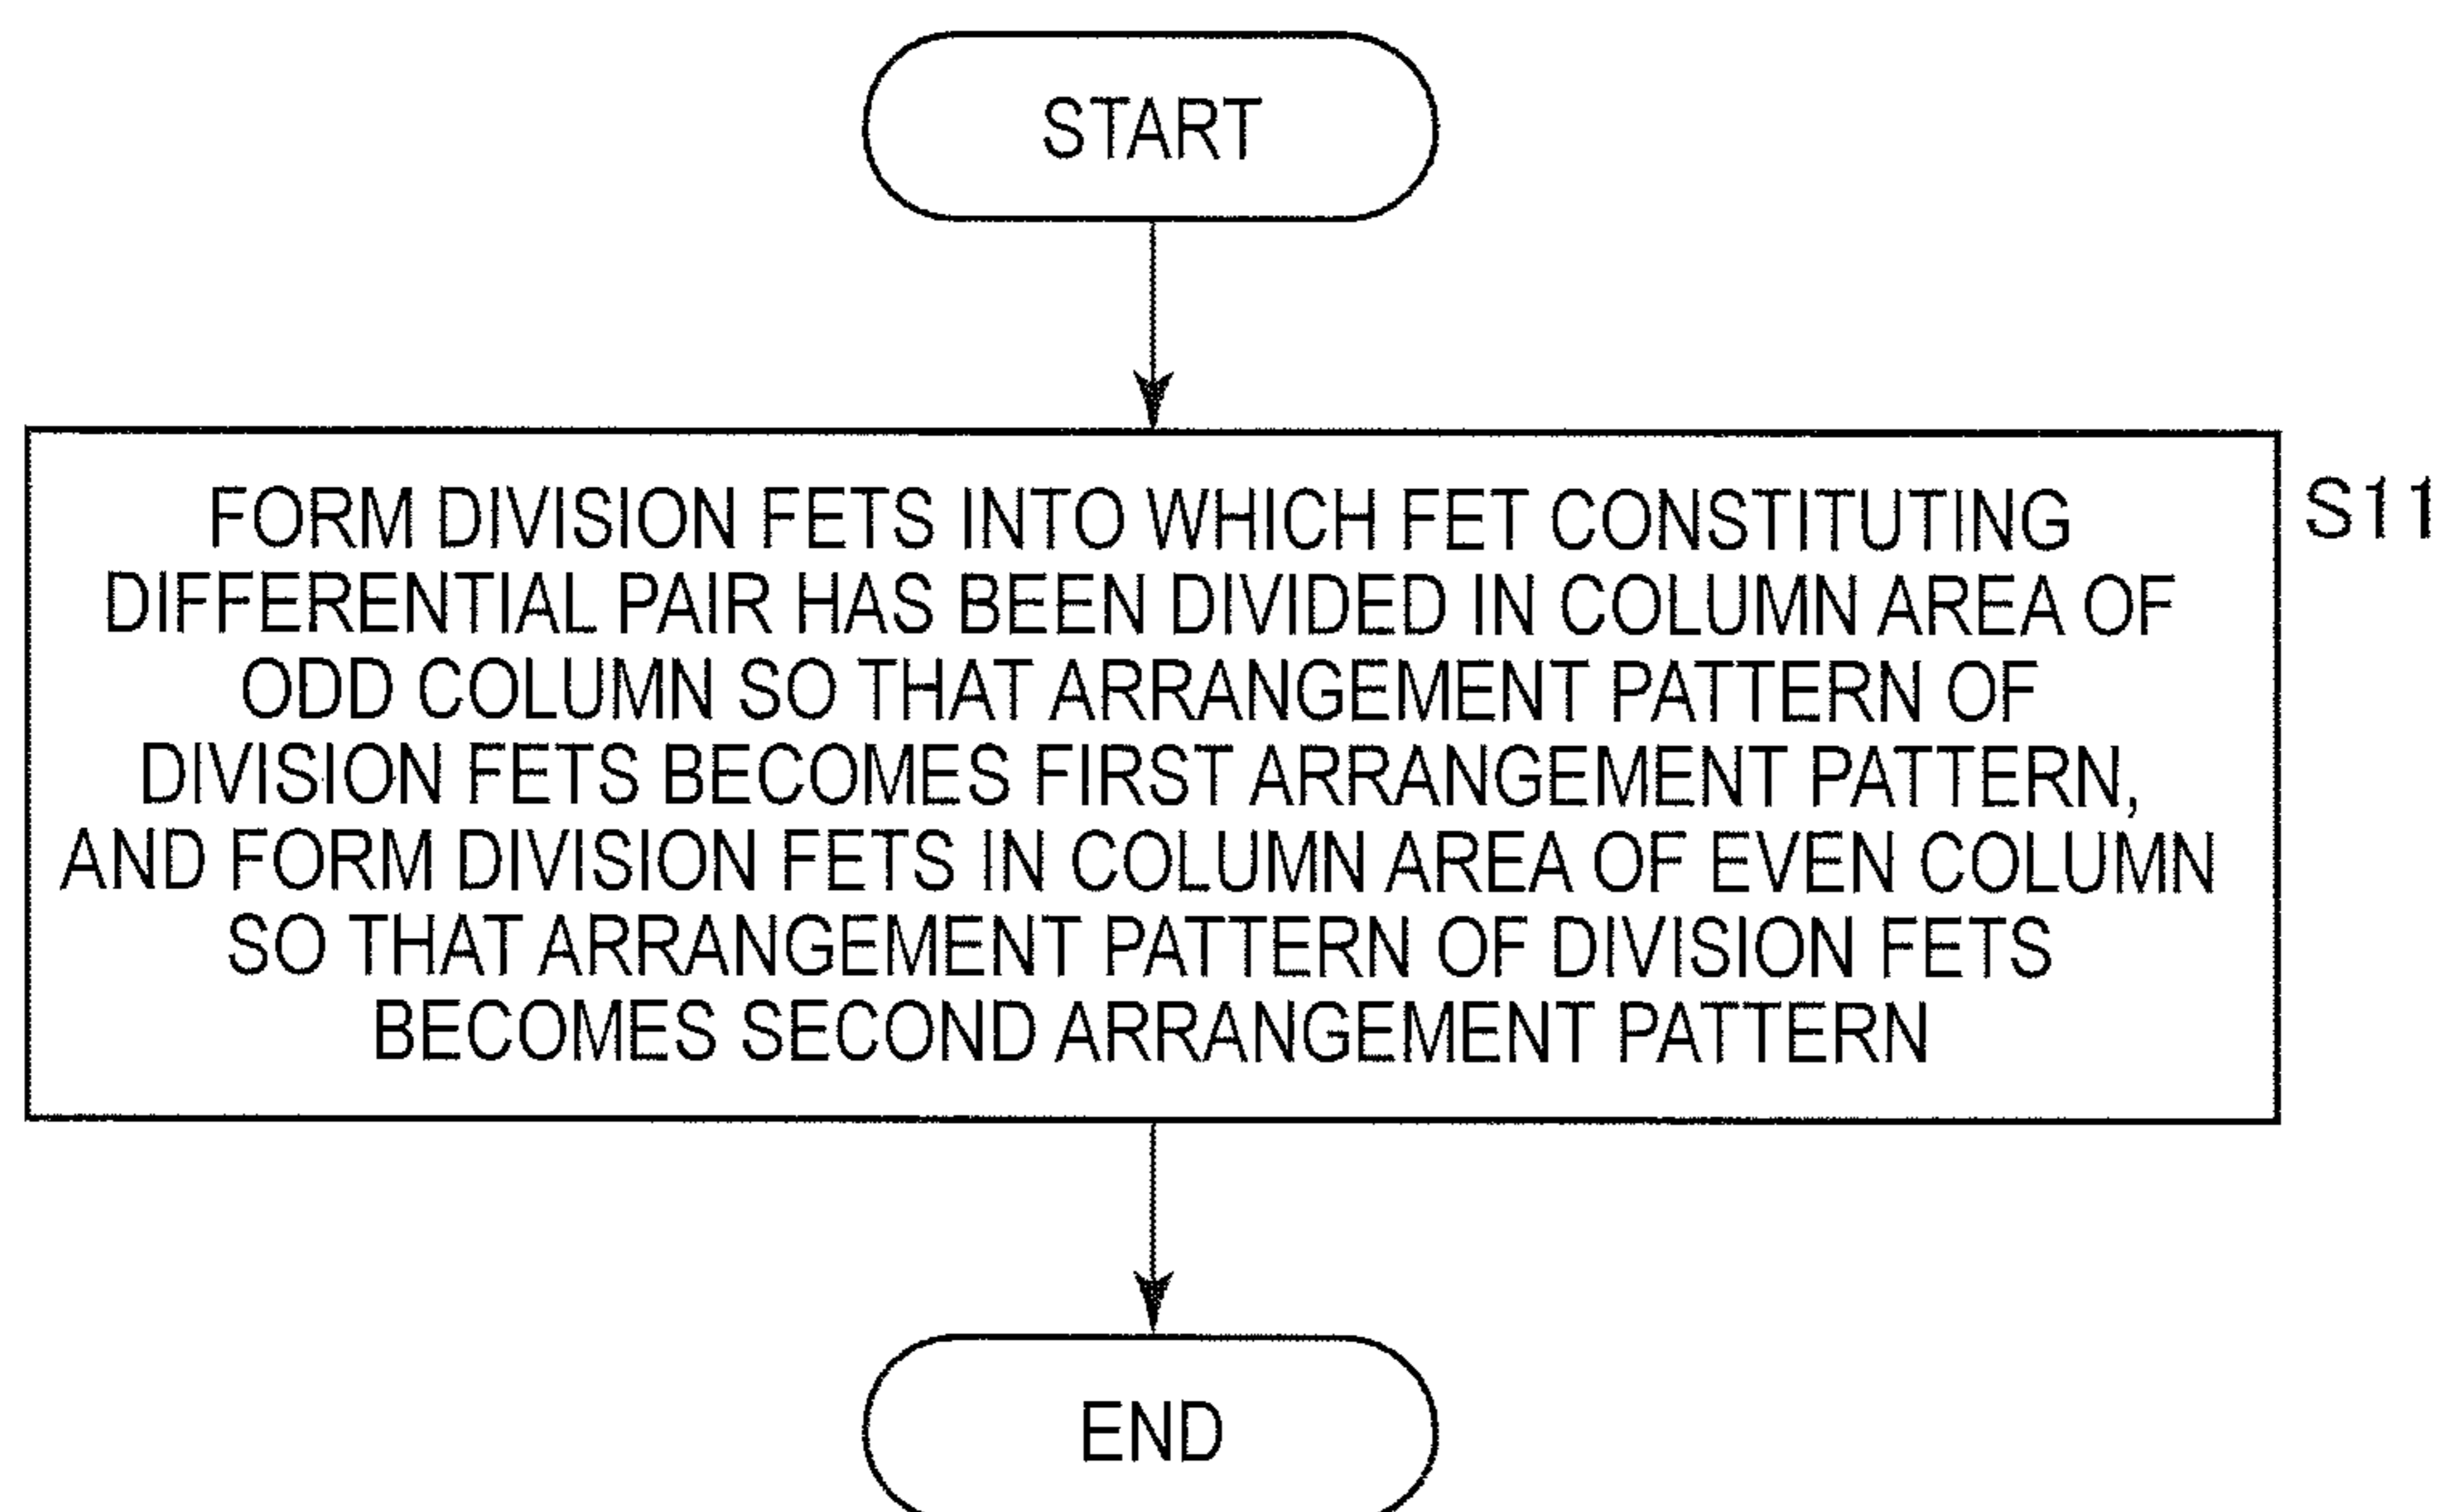 START
FORM DIVISION FETS INTO WHICH FET CONSTITUTING
S11
DIFFERENTIAL PAIR HAS BEEN DIVIDED IN COLUMN AREA OF
ODD COLUMN SO THAT ARRANGEMENT PATTERN OF
DIVISION FETS BECOMES FIRST ARRANGEMENT PATTERN,
AND FORM DIVISION FETS IN COLUMN AREA OF EVEN COLUMN
SO THAT ARRANGEMENT PATTERN OF DIVISION FETS
BECOMES SECOND ARRANGEMENT PATTERN
END